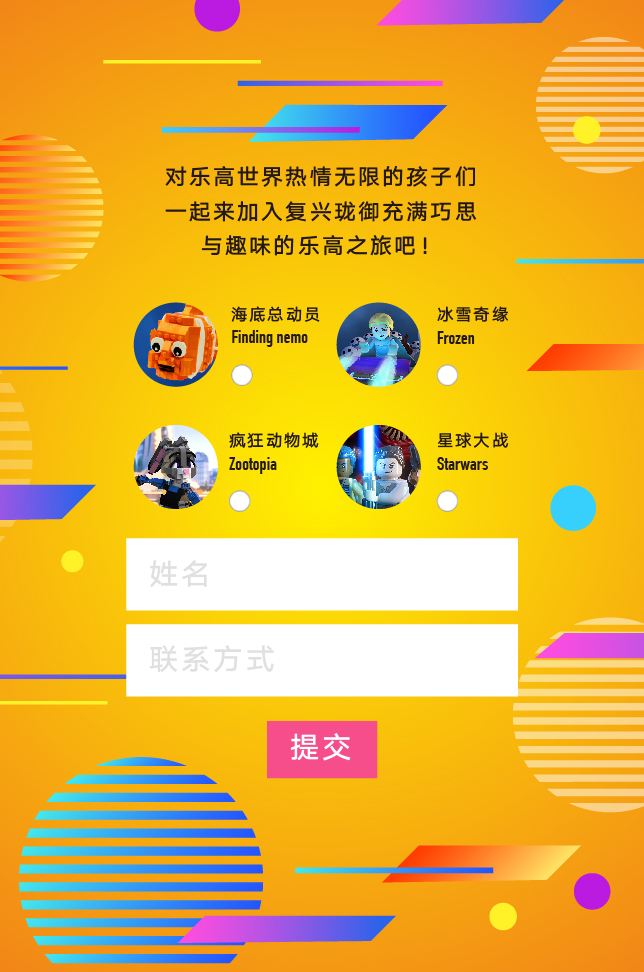 对乐高世界热情无限的孩子们
一起来加入复兴珑御充满巧思
与趣味的乐高之旅吧！
海底总动员
Finding nemo
冰雪奇缘
Frozen
疯狂动物城
Zootopia
星球大战
Starwars
姓名
联系方式
提交